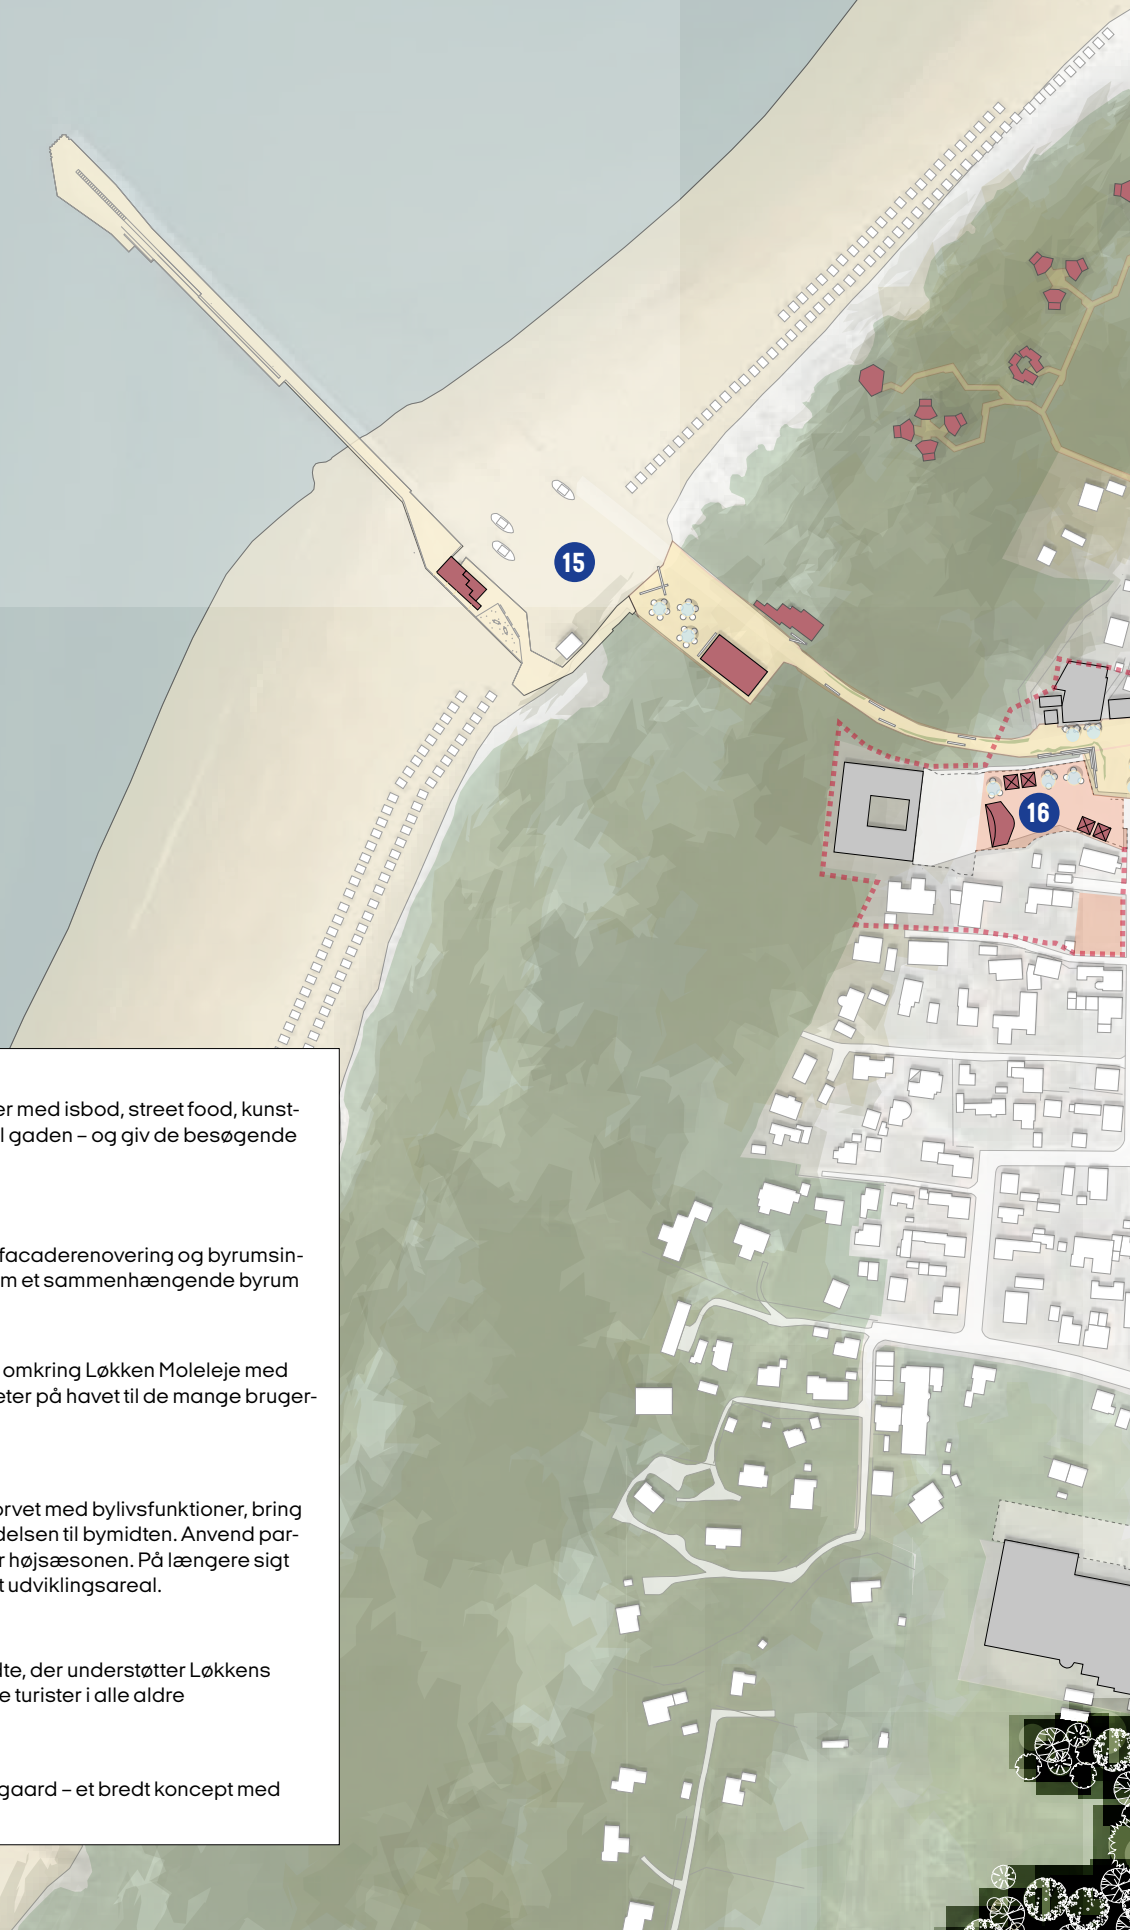 15
16
er med isbod, street food, kunst-
l gaden – og giv de besøgende
facaderenovering og byrumsin-
m et sammenhængende byrum
omkring Løkken Moleleje med
eter på havet til de mange bruger-
orvet med bylivsfunktioner, bring
delsen til bymidten. Anvend par-
r højsæsonen. På længere sigt
t udviklingsareal.
lte, der understøtter Løkkens
e turister i alle aldre
gaard – et bredt koncept med